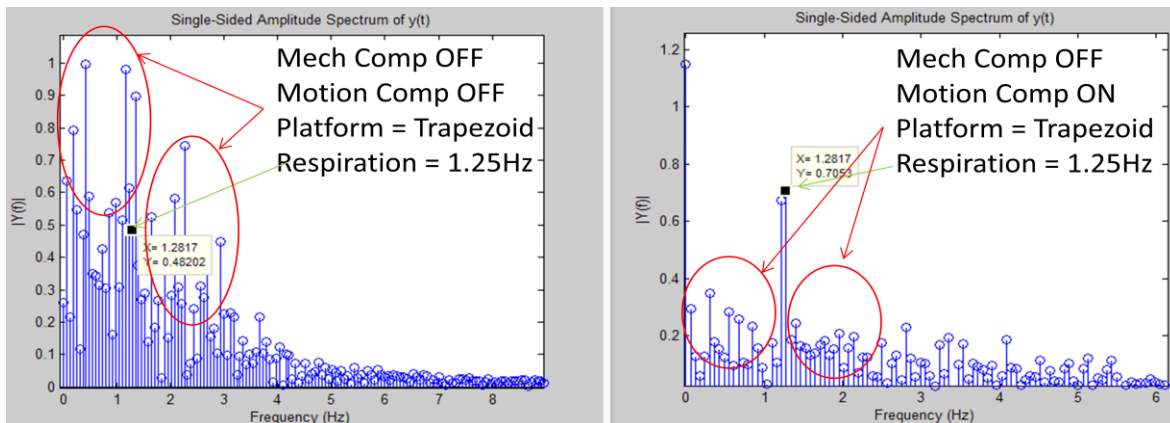 Single-Sided Amplitude Spectrum of y(t)
Mech Comp OFF
Motion Comp OFF
Platform = Trapezoid
Respiration = 1.25Hz
X= 1.2817
Y= 0.48202
|Y(f)|
1
0.9
0.8
0.7
0.6
0.5
0.4
0.3
0.2
0.1
0
0 1 2 3 4 5 6 7 8
Frequency (Hz)
Single-Sided Amplitude Spectrum of y(t)
Mech Comp OFF
Motion Comp ON
Platform = Trapezoid
Respiration = 1.25Hz
X= 1.2817
Y= 0.7053
|Y(f)|
1.2
1
0.8
0.6
0.4
0.2
0 1 2 3 4 5 6
Frequency (Hz)